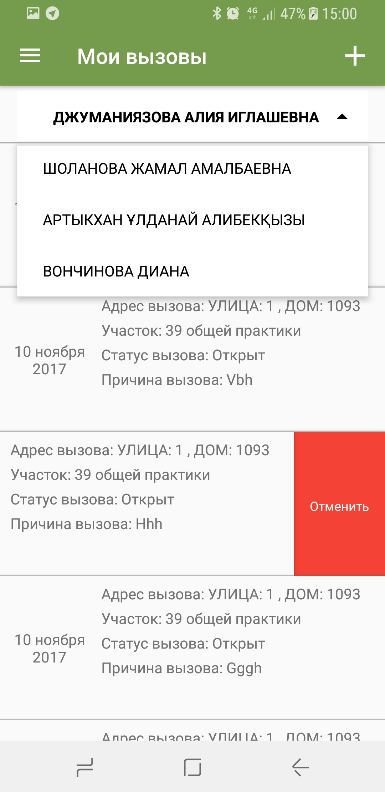 4G 47% 15:00
Мои вызовы
ДЖУМАНИЯЗОВА АЛИЯ ИГЛАШЕВНА
ШОЛАНОВА ЖАМАЛ АМАЛБАЕВНА
АРТЫКХАН ҰЛДАНАЙ АЛИБЕКҚЫЗЫ
ВОНЧИНОВА ДИАНА
Адрес вызова: УЛИЦА: 1 , ДОМ: 1093
Участок: 39 общей практики
10 ноября
2017
Статус вызова: Открыт
Причина вызова: Vbh
Адрес вызова: УЛИЦА: 1 , ДОМ: 1093
Участок: 39 общей практики
Статус вызова: Открыт
Причина вызова: Hhh
Отменить
Адрес вызова: УЛИЦА: 1 , ДОМ: 1093
Участок: 39 общей практики
10 ноября
2017
Статус вызова: Открыт
Причина вызова: Gggh
Адрес вызова: УЛИЦА: 1 , ДОМ: 1093